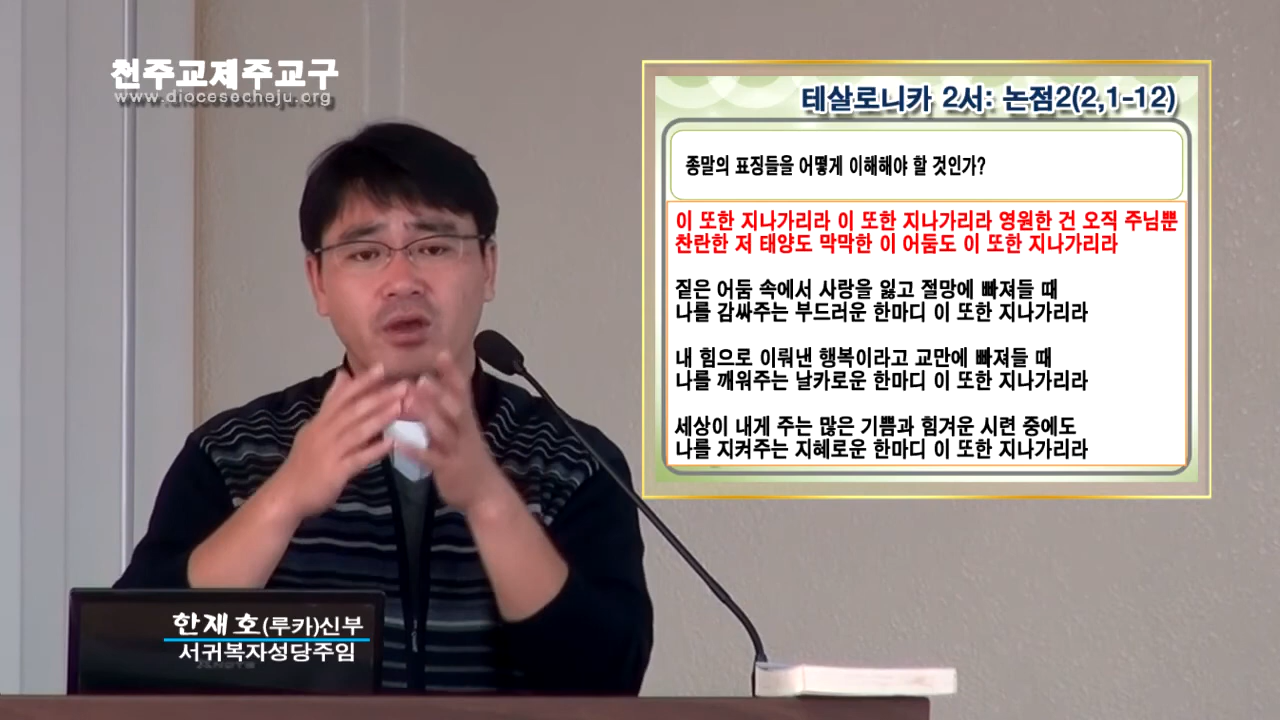 천주교제주교구
www.diocesecheju.org
테살로니카 2서: 논점2(2,1-12)
종말의 표징들을 어떻게 이해해야 할 것인가?
이 또한 지나가리라 이 또한 지나가리라 영원한 건 오직 주님뿐
찬란한 저 태양도 막막한 이 어둠도 이 또한 지나가리라
짙은 어둠 속에서 사랑을 잃고 절망에 빠져들 때
나를 감싸주는 부드러운 한마디 이 또한 지나가리라
내 힘으로 이뤄낸 행복이라고 교만에 빠져들 때
나를 깨워주는 날카로운 한마디 이 또한 지나가리라
세상이 내게 주는 많은 기쁨과 힘겨운 시련 중에도
나를 지켜주는 지혜로운 한마디 이 또한 지나가리라
한재호(루카)신부
서귀복자성당주임